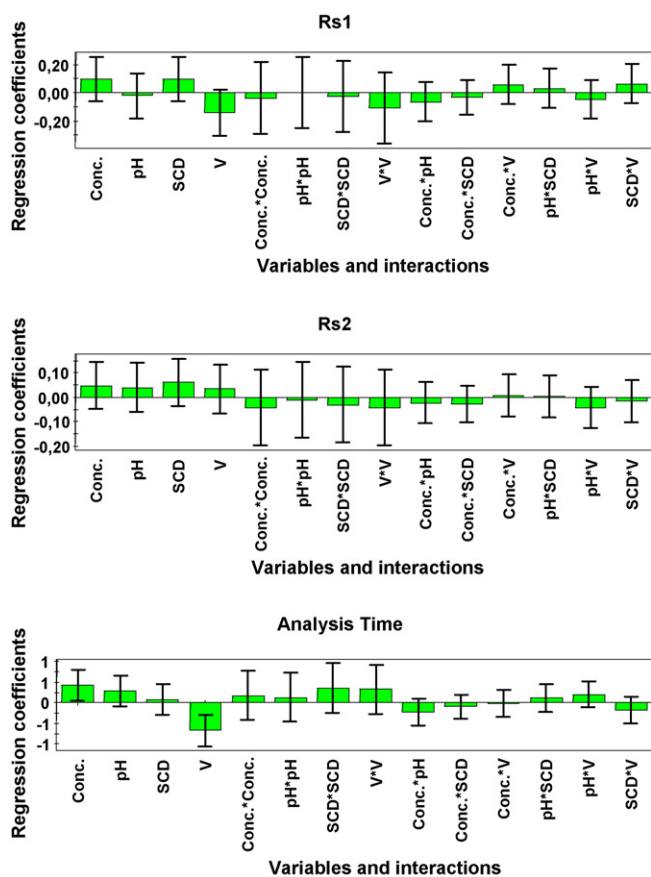 Rs1
Regression coefficients
0,20
0,00
-0,20
Conc.
pH
SCD
V
Conc.*Conc.
pH*pH
SCD*SCD
V*V
Conc.*pH
Conc.*SCD
Conc.*V
pH*SCD
pH*V
SCD*V
Variables and interactions
Rs2
Regression coefficients
0,10
0,00
-0,10
-0,20
Conc.
pH
SCD
V
Conc.*Conc.
pH*pH
SCD*SCD
V*V
Conc.*pH
Conc.*SCD
Conc.*V
pH*SCD
pH*V
SCD*V
Variables and interactions
Analysis Time
Regression coefficients
1
1
0
-1
-1
Conc.
pH
SCD
V
Conc.*Conc.
pH*pH
SCD*SCD
V*V
Conc.*pH
Conc.*SCD
Conc.*V
pH*SCD
pH*V
SCD*V
Variables and interactions